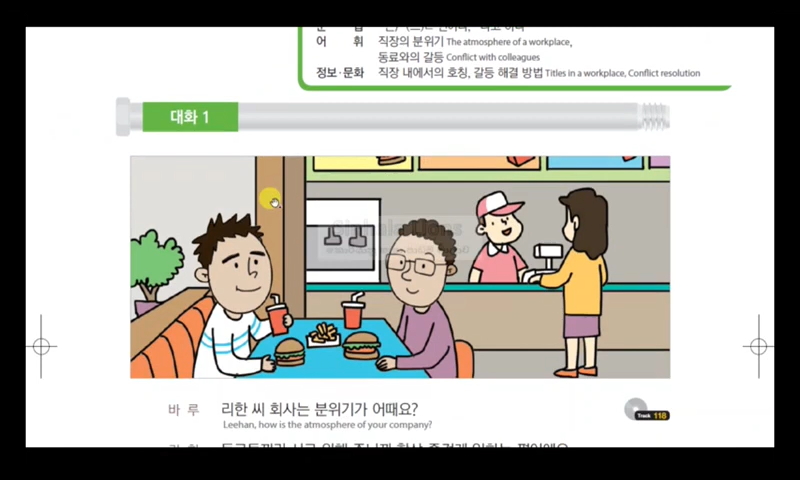 어 휘 직장의 분위기 The atmosphere of a workplace,
동료와의 갈등 Conflict with colleagues
정보·문화 직장 내에서의 호칭, 갈등 해결 방법 Titles in a workplace, Conflict resolution
대화 1
바 루 리한 씨 회사는 분위기가 어때요?
Leehan, how is the atmosphere of your company?
Track 118